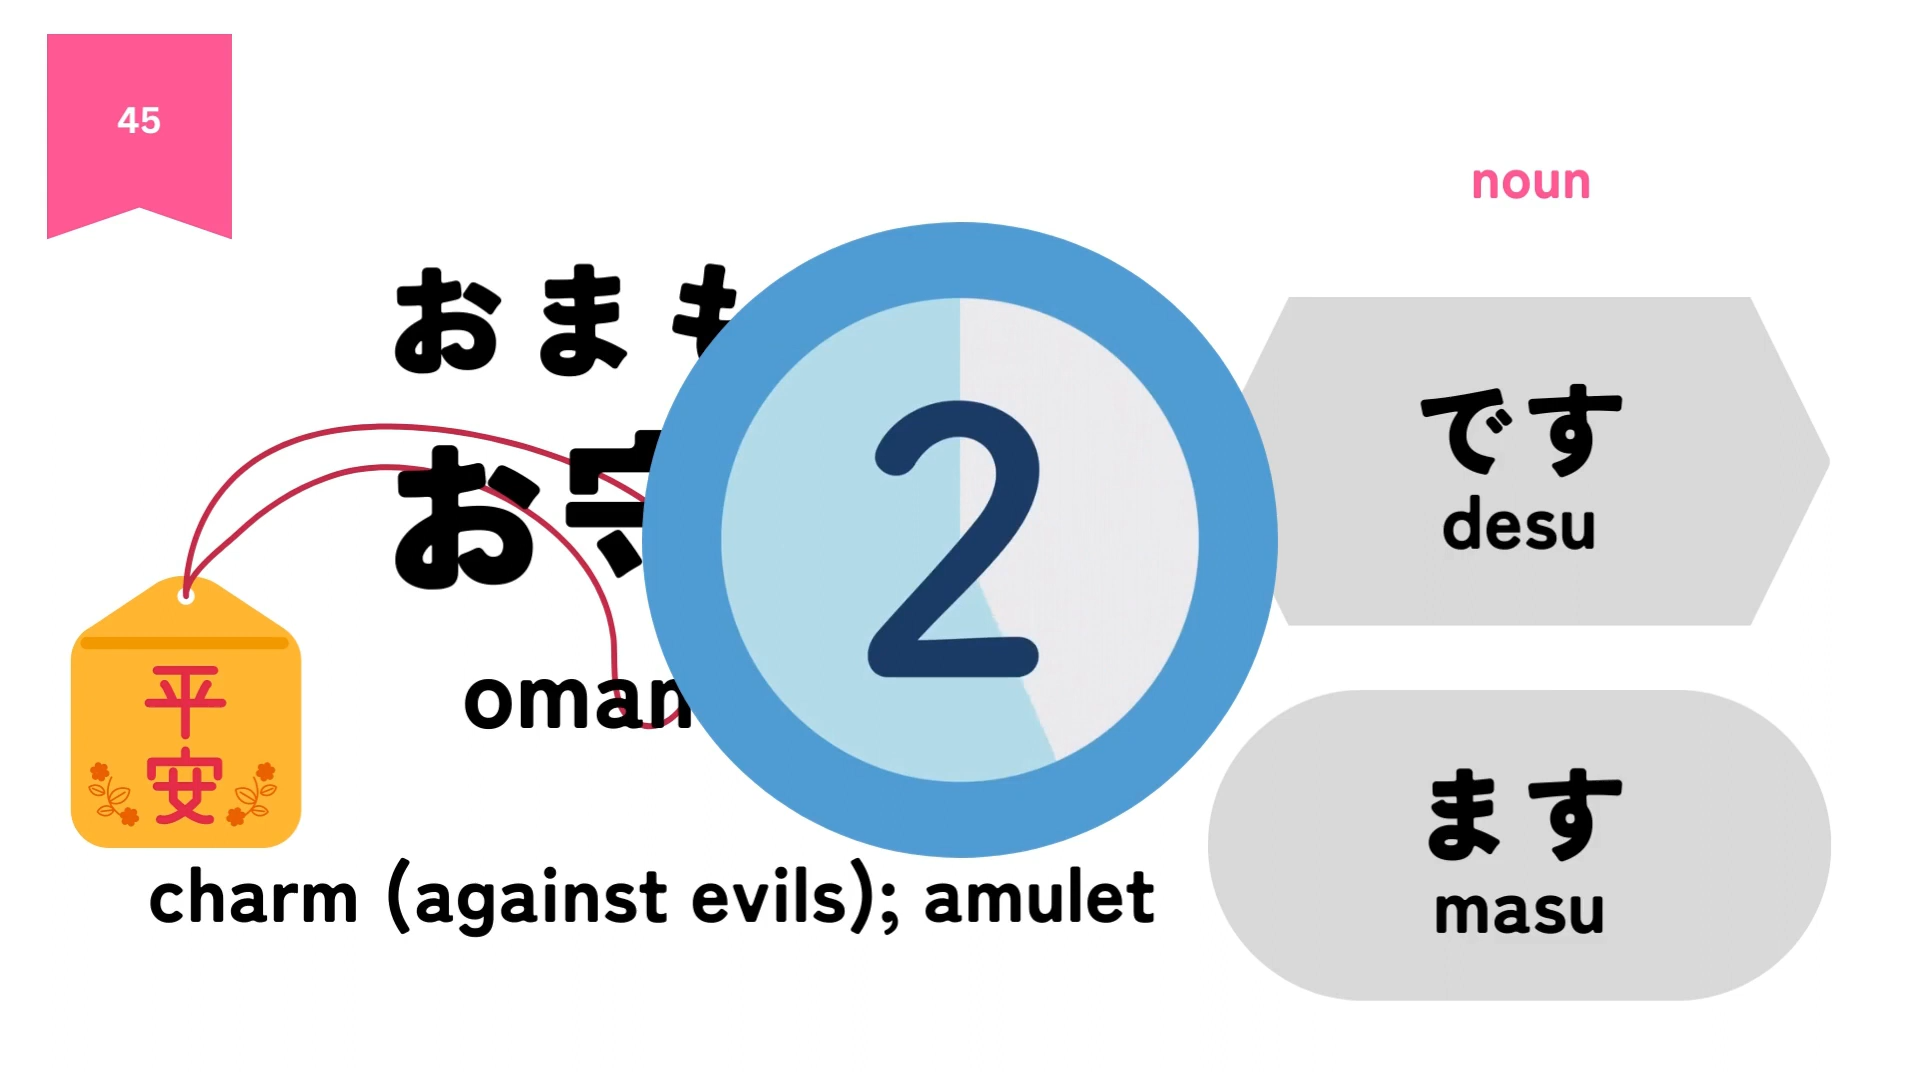 45
noun
おまも
お守
oman
2
です
desu
平
安
charm (against evils); amulet
ます
masu